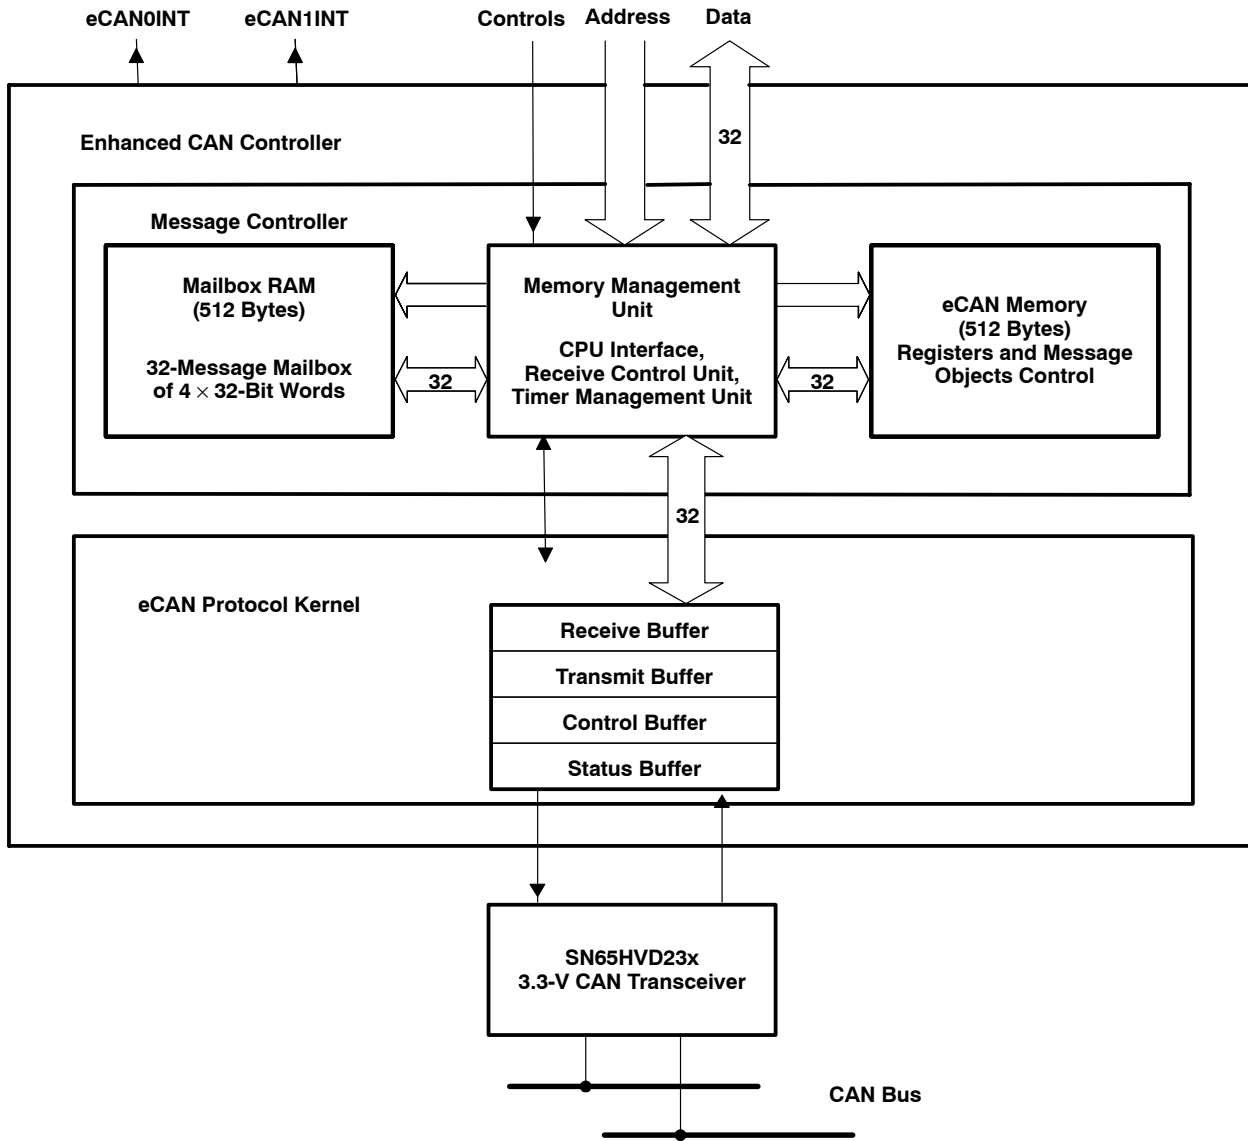 eCAN0INT
eCAN1INT
Controls
Address
Data
32
Enhanced CAN Controller
Message Controller
Mailbox RAM
(512 Bytes)
32-Message Mailbox
of 4 × 32-Bit Words
32
Memory Management
Unit
CPU Interface,
Receive Control Unit,
Timer Management Unit
32
eCAN Memory
(512 Bytes)
Registers and Message
Objects Control
32
eCAN Protocol Kernel
Receive Buffer
Transmit Buffer
Control Buffer
Status Buffer
SN65HVD23x
3.3-V CAN Transceiver
CAN Bus